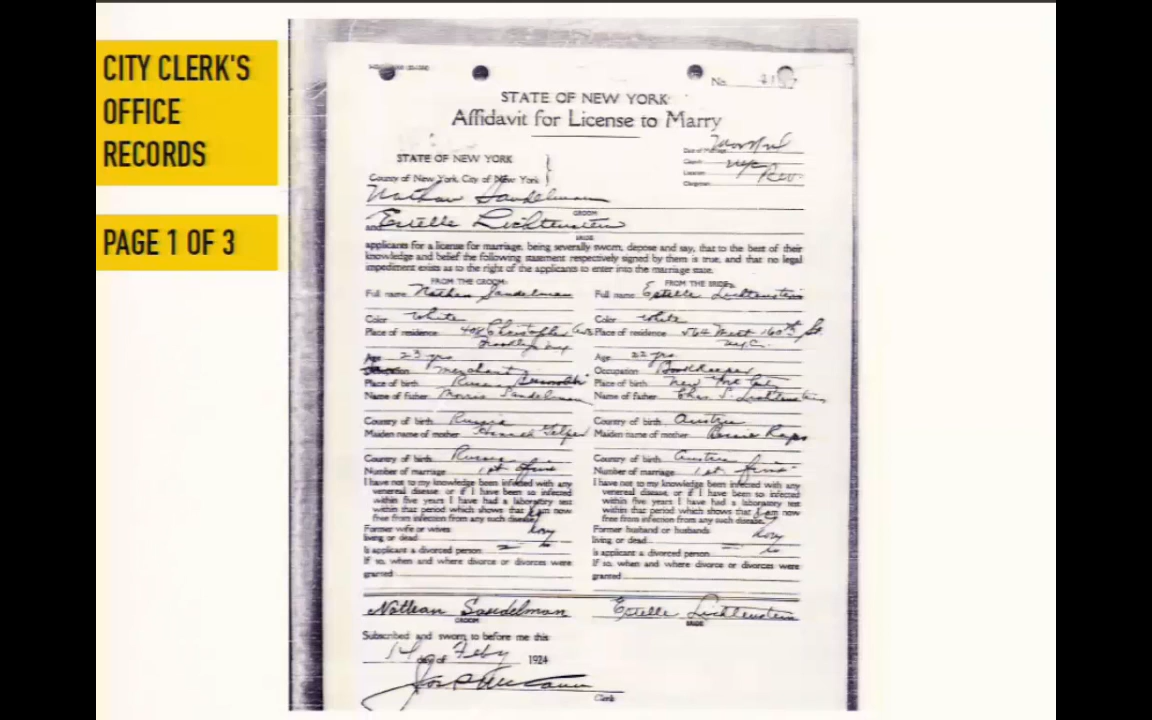 CITY CLERK'S
OFFICE
RECORDS
PAGE 1 OF 3
No.
STATE OF NEW YORK
Affidavit for License to Marry
STATE OF NEW YORK
County of New York, City of New York
Nathan Sandelman
GROOM
and Estelle Lichtenstein
BRIDE
applicants for a license for marriage, being severally sworn, depose and say, that to the best of their
knowledge and belief the following statement respectively signed by them is true, and that no legal
impediment exists as to the right of the applicants to enter into the marriage state.
FROM THE GROOM:
Full name Nathan Sandelman
Color white
Place of residence 408 Christopher Ave
Brooklyn
Age 23 yrs
Occupation merchant
Place of birth Russia
Name of Father Morris Sandelman
Country of birth Russia
Maiden name of mother Hannah
Country of birth Russia
Number of marriage 1st
I have not to my knowledge been infected with any
venereal disease, or if I have been so infected
within five years I have had a laboratory test
within that period which shows that I am now
free from infection from any such disease.
Former wife or wives
living or dead
Is applicant a divorced person
If so, when and where divorce or divorces were
granted
FROM THE BRIDE:
Full name Estelle Lichtenstein
Color white
Place of residence 564 West 160th St
N.Y.C.
Age 22 yrs
Occupation Bookkeeper
Place of birth New York City
Name of Father Chas S. Lichtenstein
Country of birth Austria
Maiden name of mother Bessie
Country of birth Austria
Number of marriage 1st
I have not to my knowledge been infected with any
venereal disease, or if I have been so infected
within five years I have had a laboratory test
within that period which shows that I am now
free from infection from any such disease.
Former husband or husbands
living or dead
Is applicant a divorced person
If so, when and where divorce or divorces were
granted
Nathan Sandelman
GROOM
Estelle Lichtenstein
BRIDE
Subscribed and sworn to before me this
14 day of Feby 1924
Clerk